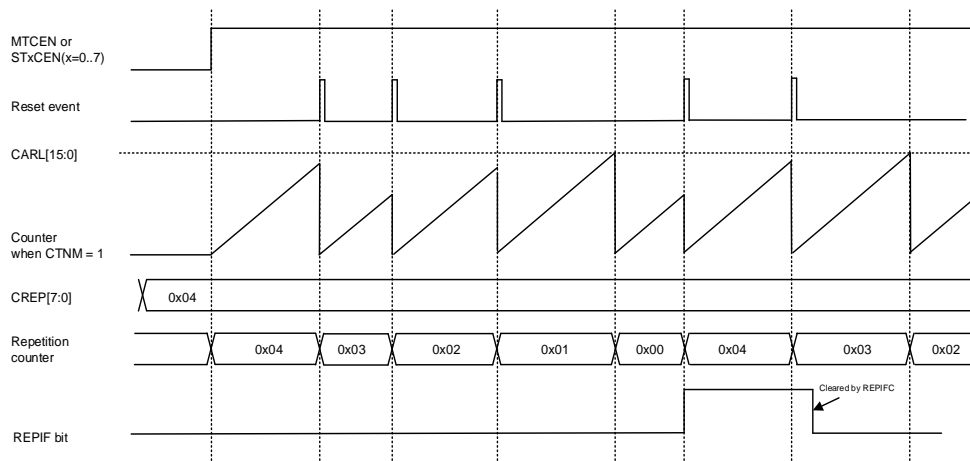 MTCEN or
STxCEN(x=0..7)
Reset event
CARL[15:0]
Counter
when CTNM = 1
CREP[7:0]
0x04
Repetition
counter
0x04
0x03
0x02
0x01
0x00
0x04
0x03
0x02
Cleared by REPIFC
REPIF bit